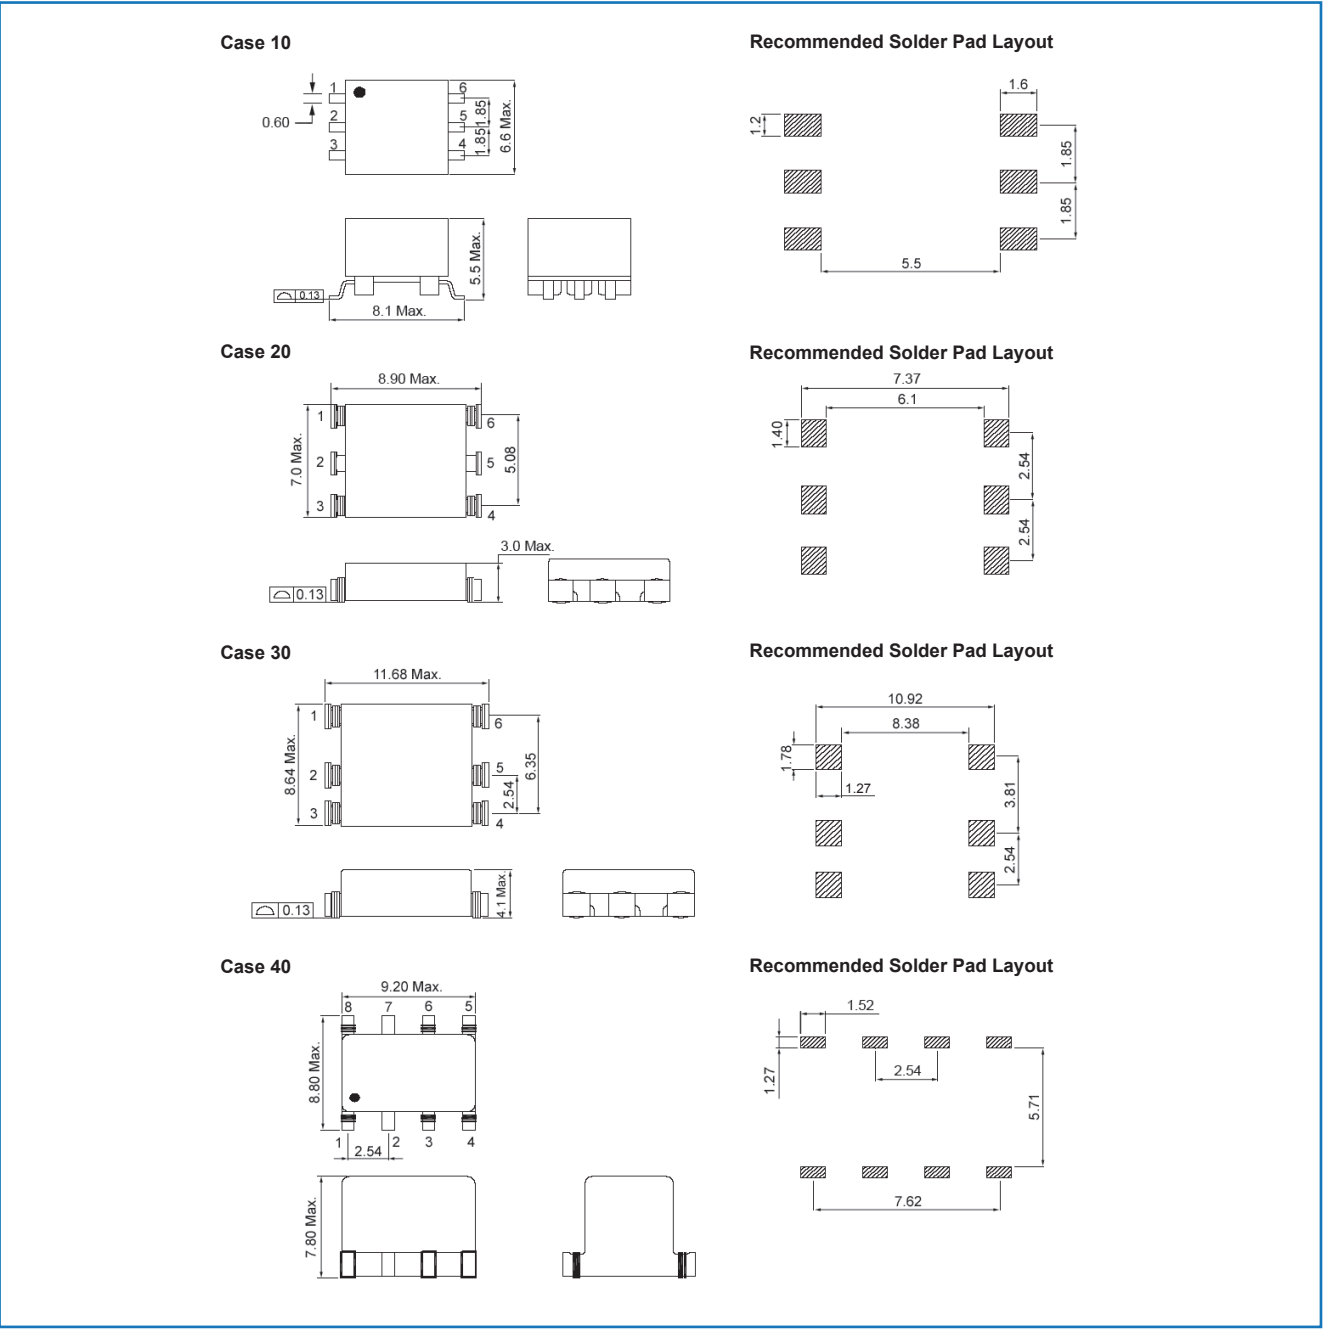 Case 10
Recommended Solder Pad Layout
1
2
3
6
5
4
0.60
1.85
1.85
6.6 Max.
5.5 Max.
0.13
8.1 Max.
1.6
1.2
1.85
1.85
5.5
Case 20
Recommended Solder Pad Layout
8.90 Max.
7.0 Max.
1
2
3
6
5
4
5.08
3.0 Max.
0.13
7.37
6.1
1.40
2.54
2.54
Case 30
Recommended Solder Pad Layout
11.68 Max.
8.64 Max.
1
2
3
6
5
4
2.54
6.35
4.1 Max.
0.13
10.92
8.38
1.78
1.27
3.81
2.54
Case 40
Recommended Solder Pad Layout
9.20 Max.
8 7 6 5
8.80 Max.
1 2 3 4
2.54
7.80 Max.
1.52
1.27
2.54
5.71
7.62